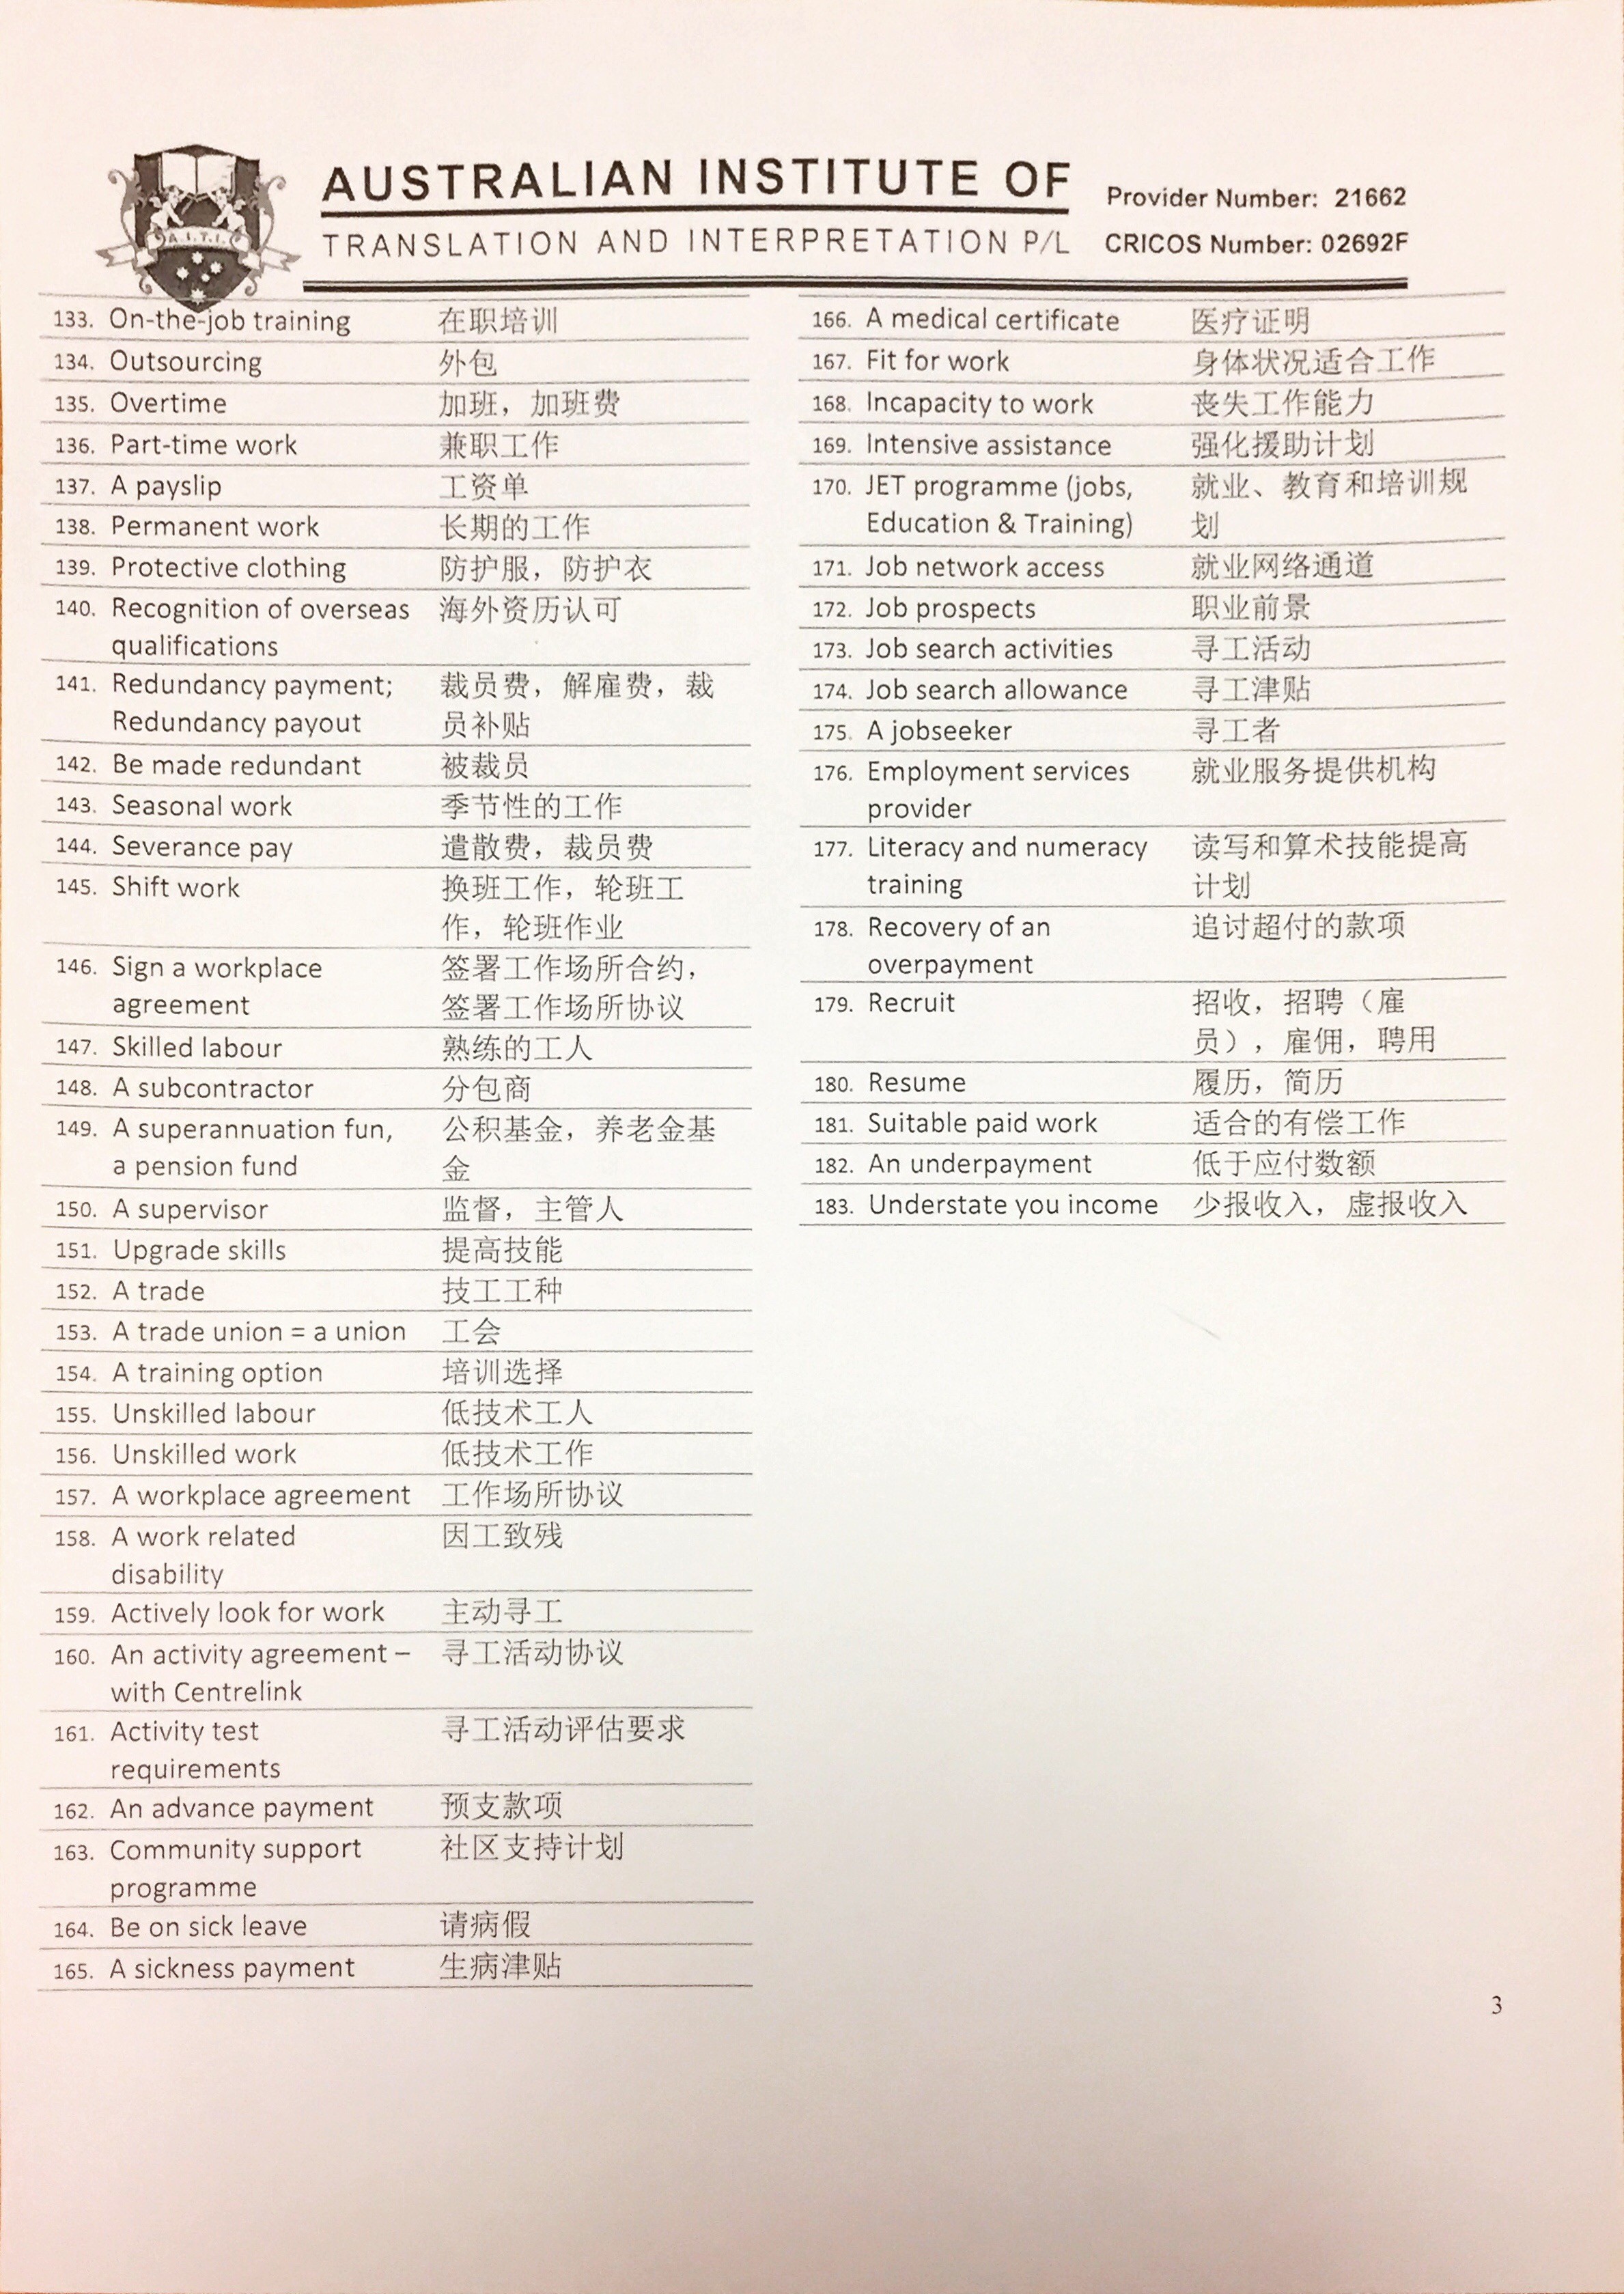 A.I.T.I.
AUSTRALIAN INSTITUTE OF
TRANSLATION AND INTERPRETATION P/L
Provider Number: 21662
CRICOS Number: 02692F
133. On-the-job training 在职培训
134. Outsourcing 外包
135. Overtime 加班，加班费
136. Part-time work 兼职工作
137. A payslip 工资单
138. Permanent work 长期的工作
139. Protective clothing 防护服，防护衣
140. Recognition of overseas 海外资历认可
qualifications
141. Redundancy payment; 裁员费，解雇费，裁
Redundancy payout 员补贴
142. Be made redundant 被裁员
143. Seasonal work 季节性的工作
144. Severance pay 遣散费，裁员费
145. Shift work 换班工作，轮班工
作，轮班作业
146. Sign a workplace 签署工作场所合约，
agreement 签署工作场所协议
147. Skilled labour 熟练的工人
148. A subcontractor 分包商
149. A superannuation fun, 公积基金，养老金基
a pension fund 金
150. A supervisor 监督，主管人
151. Upgrade skills 提高技能
152. A trade 技工工种
153. A trade union = a union 工会
154. A training option 培训选择
155. Unskilled labour 低技术工人
156. Unskilled work 低技术工作
157. A workplace agreement 工作场所协议
158. A work related 因工致残
disability
159. Actively look for work 主动寻工
160. An activity agreement – 寻工活动协议
with Centrelink
161. Activity test 寻工活动评估要求
requirements
162. An advance payment 预支款项
163. Community support 社区支持计划
programme
164. Be on sick leave 请病假
165. A sickness payment 生病津贴
166. A medical certificate 医疗证明
167. Fit for work 身体状况适合工作
168. Incapacity to work 丧失工作能力
169. Intensive assistance 强化援助计划
170. JET programme (jobs, 就业、教育和培训规
Education & Training) 划
171. Job network access 就业网络通道
172. Job prospects 职业前景
173. Job search activities 寻工活动
174. Job search allowance 寻工津贴
175. A jobseeker 寻工者
176. Employment services 就业服务提供机构
provider
177. Literacy and numeracy 读写和算术技能提高
training 计划
178. Recovery of an 追讨超付的款项
overpayment
179. Recruit 招收，招聘（雇
员），雇佣，聘用
180. Resume 履历，简历
181. Suitable paid work 适合的有偿工作
182. An underpayment 低于应付数额
183. Understate you income 少报收入，虚报收入
3